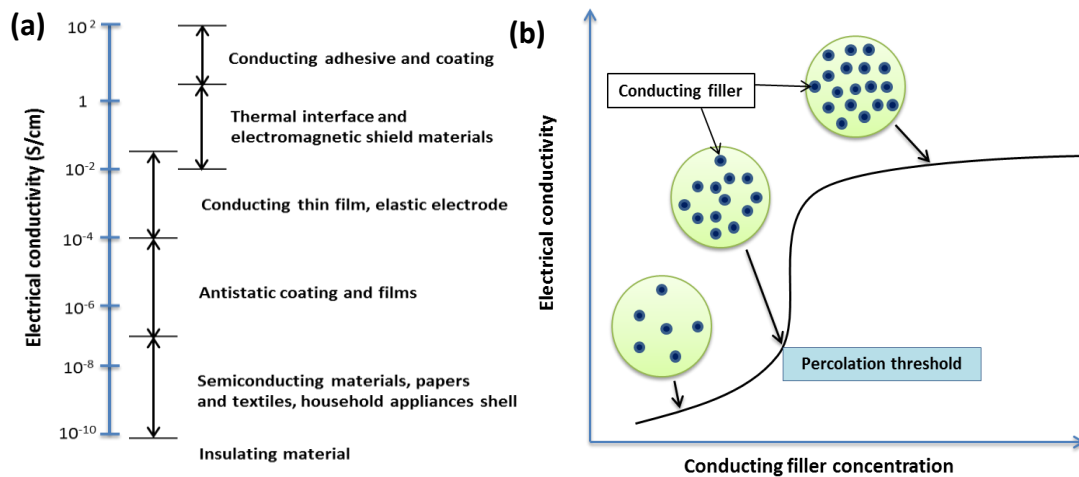 (a)
Electrical conductivity (S/cm)
10²
1
10⁻²
10⁻⁴
10⁻⁶
10⁻⁸
10⁻¹⁰
Conducting adhesive and coating
Thermal interface and
electromagnetic shield materials
Conducting thin film, elastic electrode
Antistatic coating and films
Semiconducting materials, papers
and textiles, household appliances shell
Insulating material
(b)
Electrical conductivity
Conducting filler
Percolation threshold
Conducting filler concentration